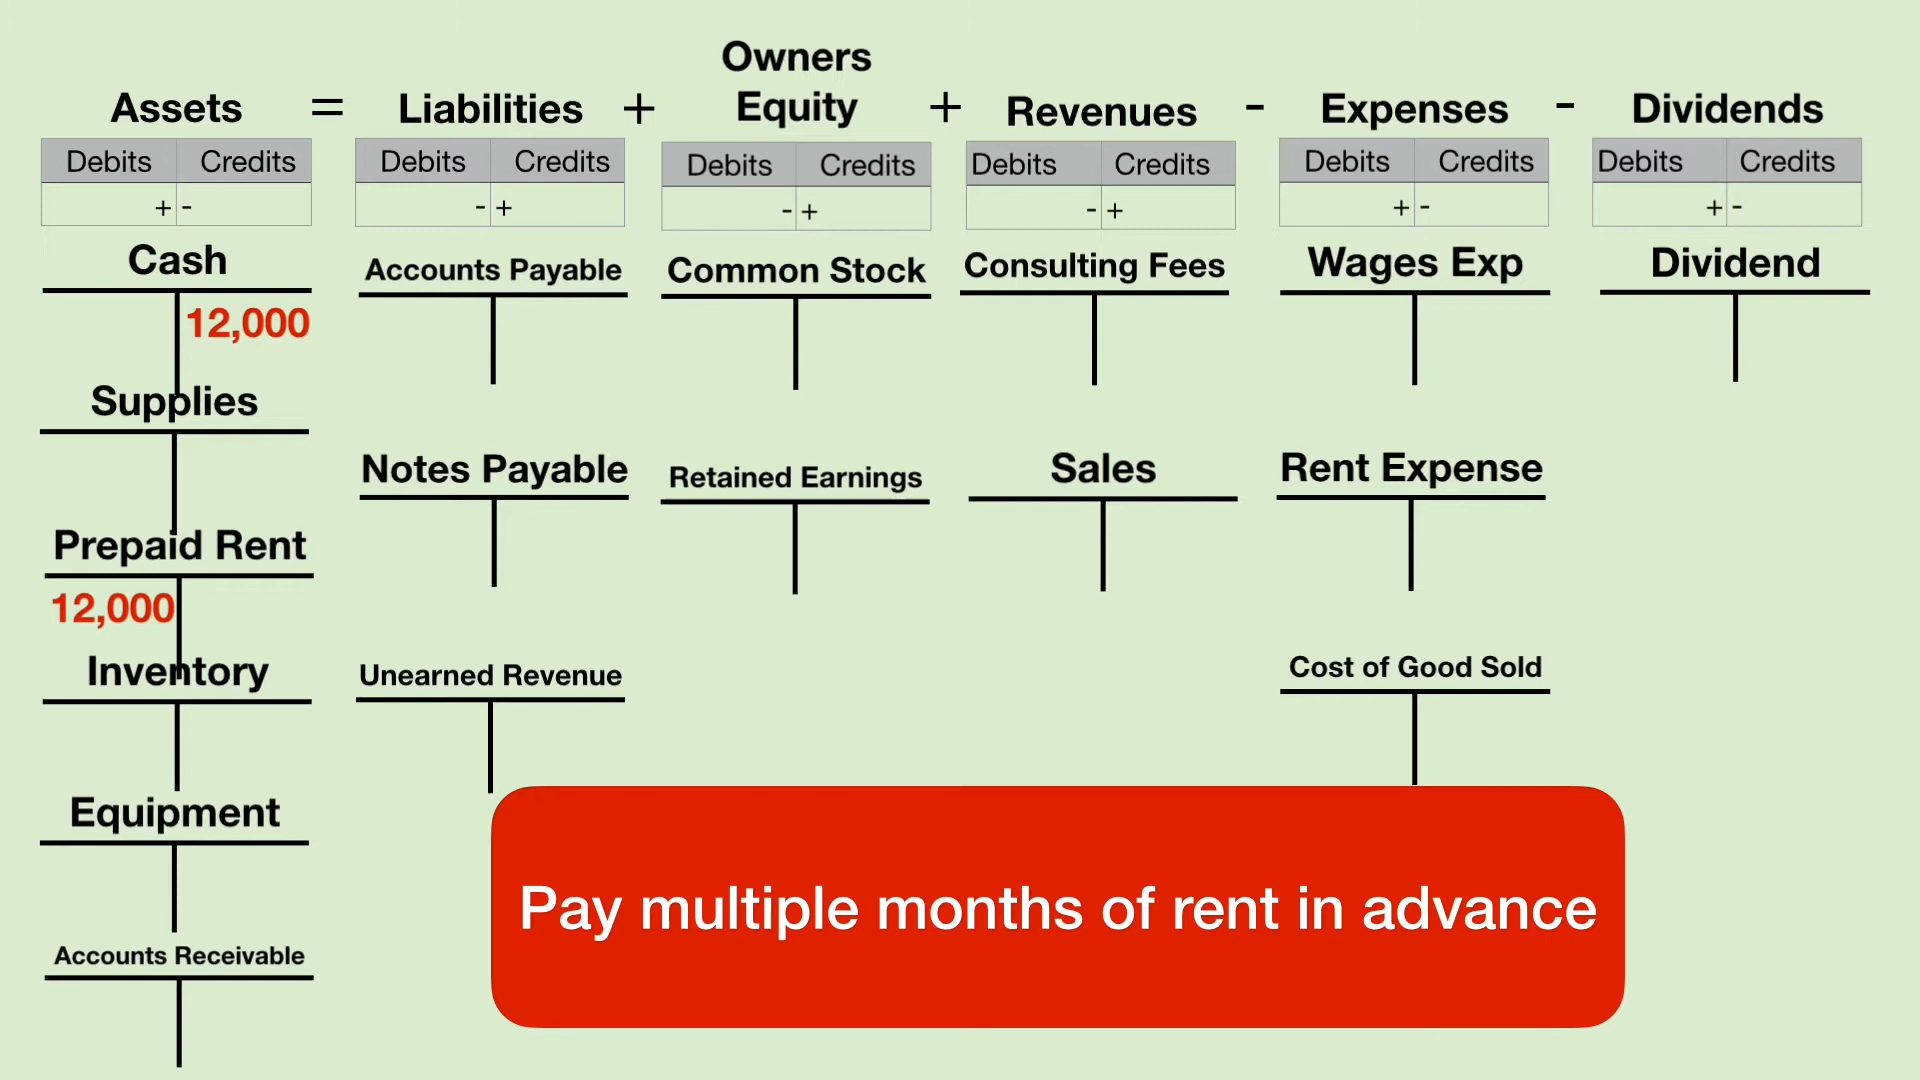 Assets = Liabilities + Owners Equity + Revenues - Expenses - Dividends
Debits Credits Debits Credits Debits Credits Debits Credits Debits Credits Debits Credits
+ - - + - + - + + - + -
Cash Accounts Payable Common Stock Consulting Fees Wages Exp Dividend
12,000
Supplies
Notes Payable Retained Earnings Sales Rent Expense
Prepaid Rent
12,000
Inventory Unearned Revenue Cost of Good Sold
Equipment
Pay multiple months of rent in advance
Accounts Receivable